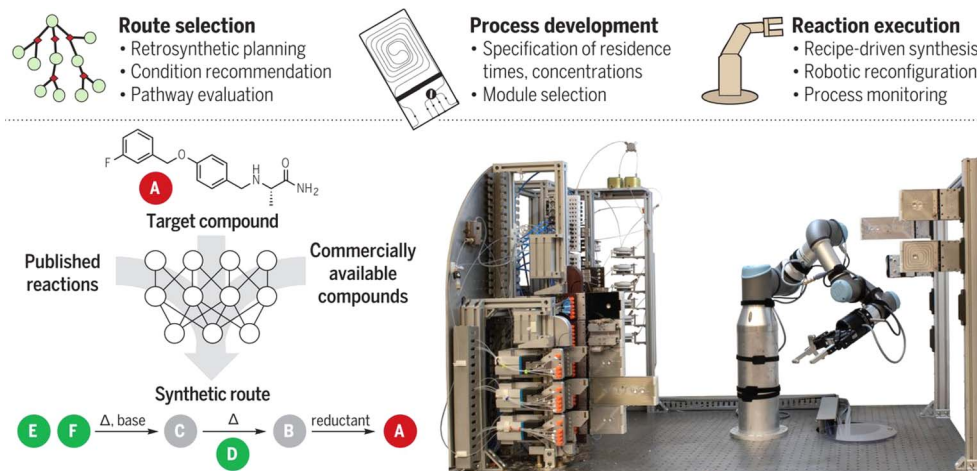 Route selection
• Retrosynthetic planning
• Condition recommendation
• Pathway evaluation
Process development
• Specification of residence
times, concentrations
• Module selection
Reaction execution
• Recipe-driven synthesis
• Robotic reconfiguration
• Process monitoring
F
O
H
N
O
NH₂
A
Target compound
Published
reactions
Commercially
available
compounds
Synthetic route
E F Δ, base C Δ B reductant A
D